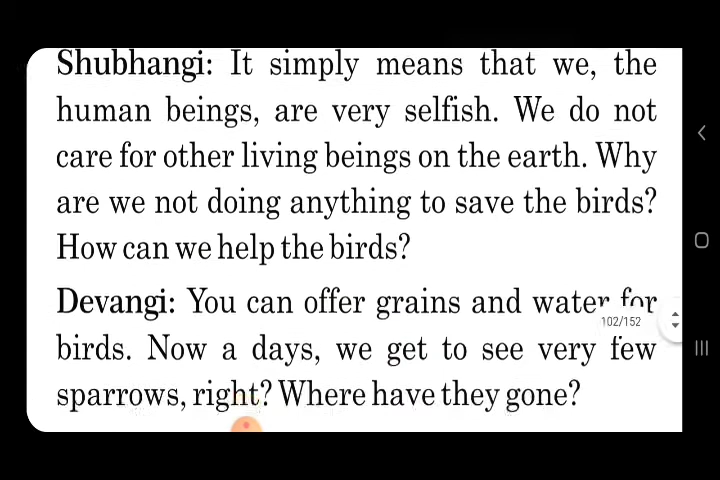 Shubhangi: It simply means that we, the
human beings, are very selfish. We do not
care for other living beings on the earth. Why
are we not doing anything to save the birds?
How can we help the birds?
Devangi: You can offer grains and water for
102/152
birds. Now a days, we get to see very few
sparrows, right? Where have they gone?